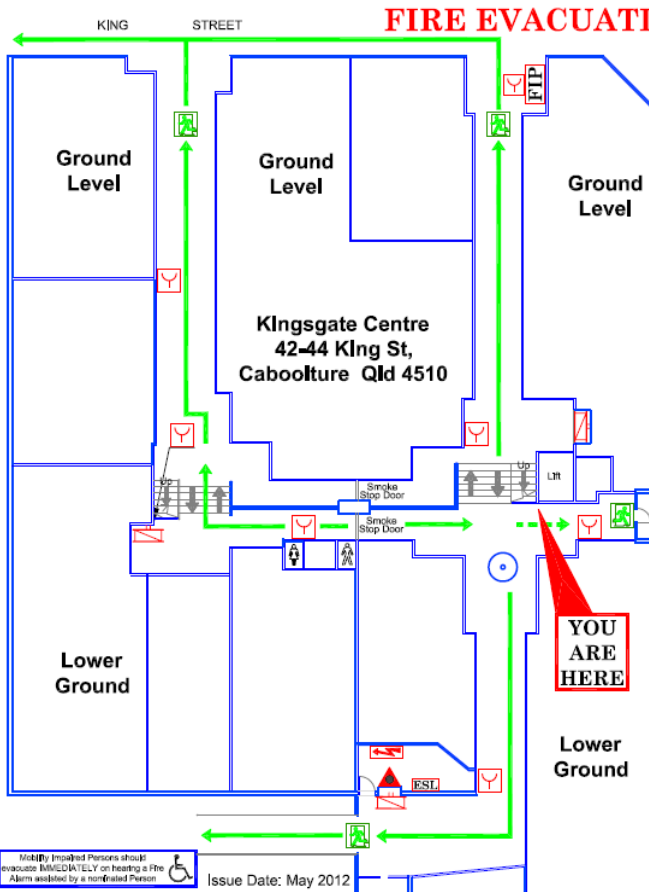 FIRE EVACUATI
KING STREET
FIP
Ground
Level
Ground
Level
Ground
Level
Kingsgate Centre
42-44 King St,
Caboolture Qld 4510
Up
Smoke
Stop Door
Up
Lift
Smoke
Stop Door
YOU
ARE
HERE
Lower
Ground
Lower
Ground
ESL
Mobility Impaired Persons should
evacuate IMMEDIATELY on hearing a Fire
Alarm assisted by a nominated Person
Issue Date: May 2012